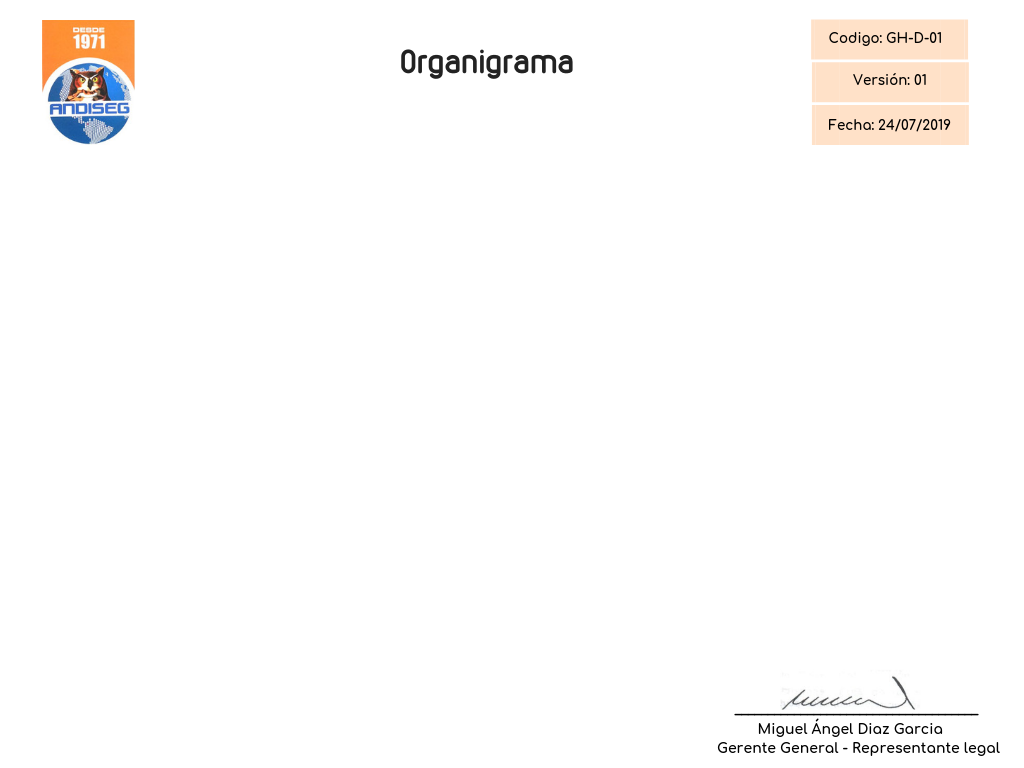 DESDE
1971
ANDISEG
Organigrama
Codigo: GH-D-01
Versión: 01
Fecha: 24/07/2019
Miguel Ángel Diaz Garcia
Gerente General - Representante legal